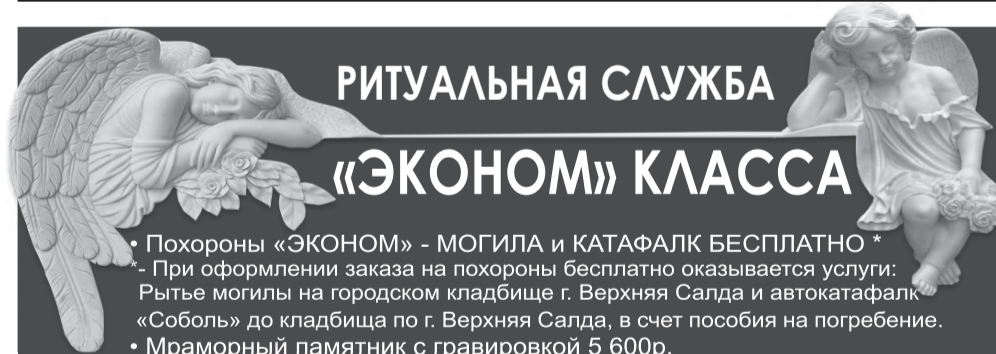 РИТУАЛЬНАЯ СЛУЖБА
«ЭКОНОМ» КЛАССА
• Похороны «ЭКОНОМ» - МОГИЛА и КАТАФАЛК БЕСПЛАТНО *
*- При оформлении заказа на похороны бесплатно оказывается услуги:
Рытье могилы на городском кладбище г. Верхняя Салда и автокатафалк
«Соболь» до кладбища по г. Верхняя Салда, в счет пособия на погребение.
• Мраморный памятник с гравировкой 5 600р.